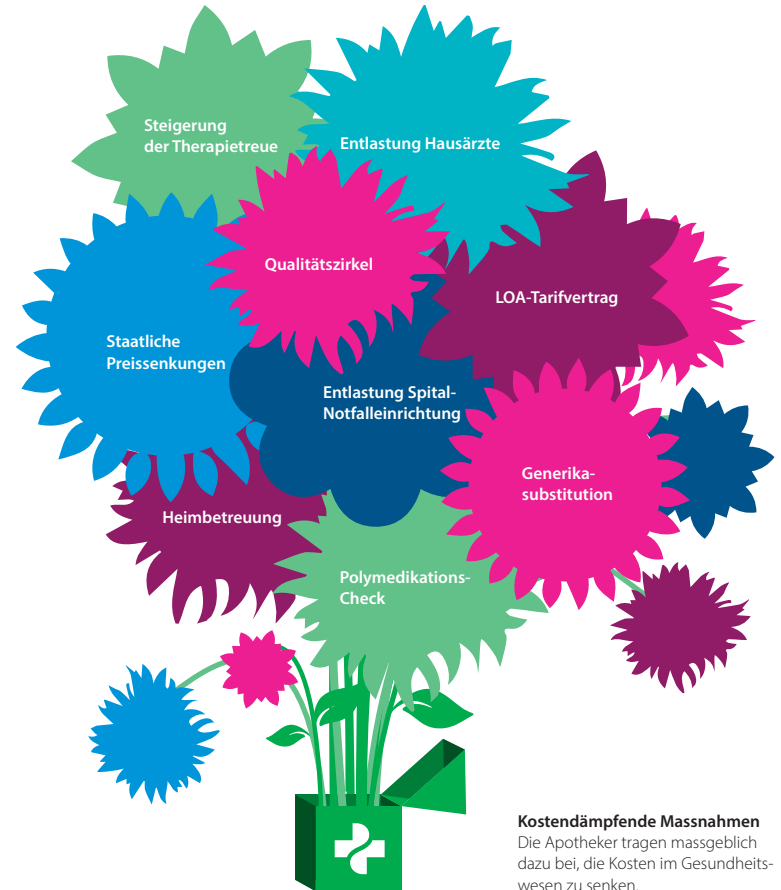 Steigerung
der Therapietreue
Entlastung Hausärzte
Qualitätszirkel
LOA-Tarifvertrag
Staatliche
Preissenkungen
Entlastung Spital-
Notfalleinrichtung
Generika-
substitution
Heimbetreuung
Polymedikations-
Check
Kostendämpfende Massnahmen
Die Apotheker tragen massgeblich
dazu bei, die Kosten im Gesundheits-
wesen zu senken.